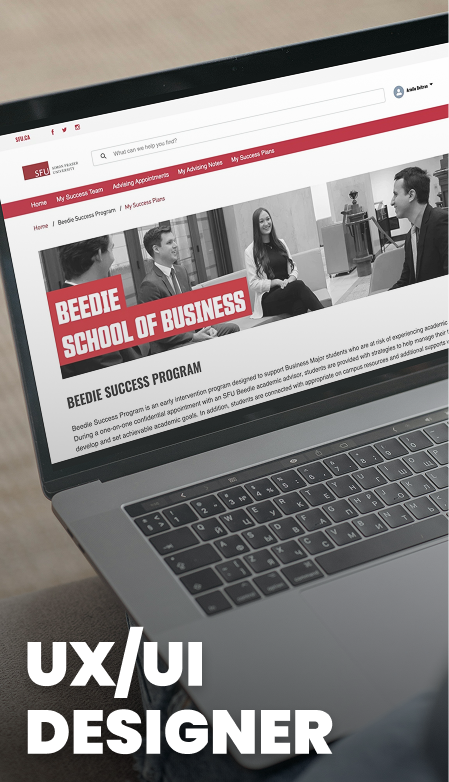 SFU.CA
What can we help you find?
SFU
SIMON FRASER
UNIVERSITY
Home My Success Team Advising Appointments My Advising Notes My Success Plans
Home / Beedie Success Program / My Success Plans
BEEDIE
SCHOOL OF BUSINESS
BEEDIE SUCCESS PROGRAM
Beedie Success Program is an early intervention program designed to support Business Major students who are at risk of experiencing academic
During a one-on-one confidential appointment with an SFU Beedie academic advisor, students are provided with strategies to help manage their
develop and set achievable academic goals. In addition, students are connected with appropriate on campus resources and additional supports
UX/UI
DESIGNER